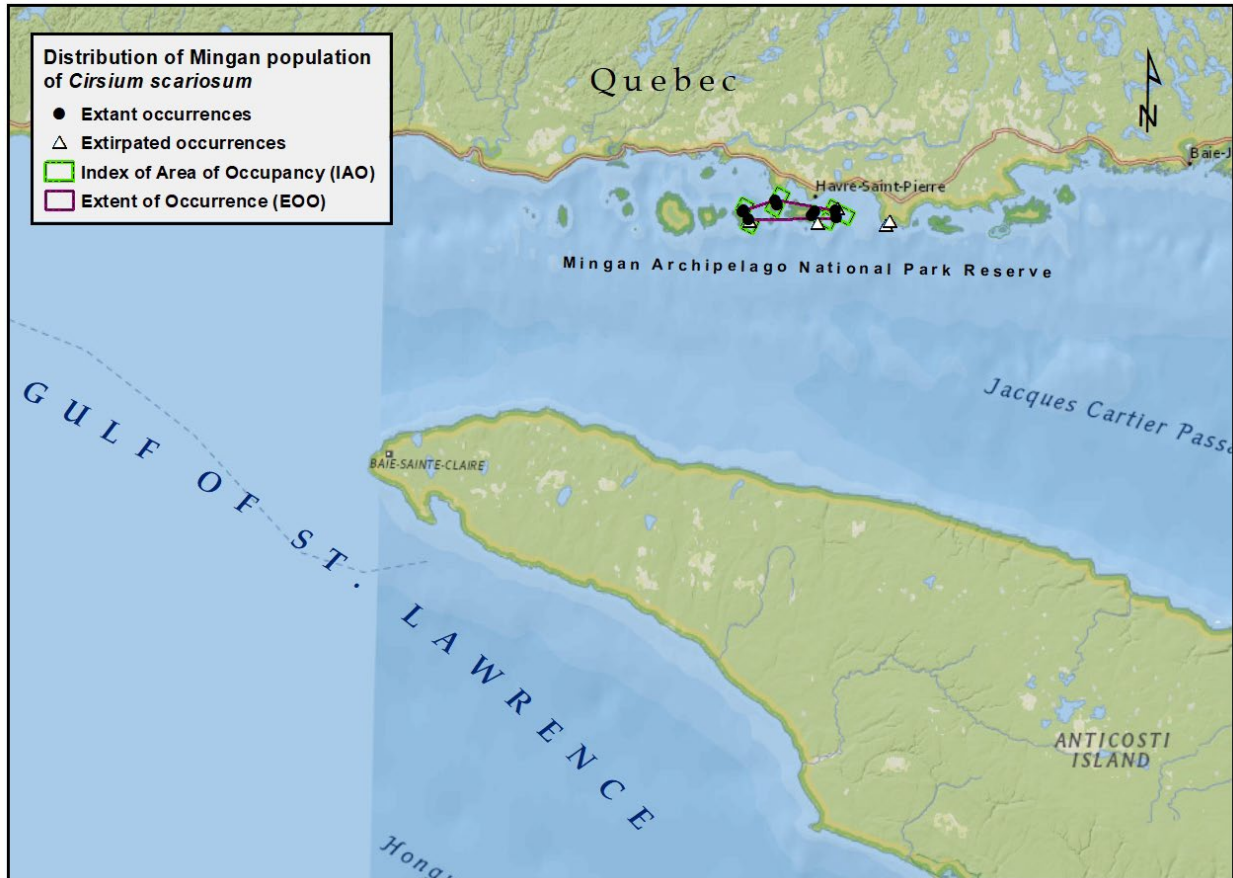 Distribution of Mingan population
of Cirsium scariosum
Extant occurrences
Extirpated occurrences
Index of Area of Occupancy (IAO)
Extent of Occurrence (EOO)
Quebec
N
Baie-J
Havre-Saint-Pierre
Mingan Archipelago National Park Reserve
Jacques Cartier Passa
GULF OF ST. LAWRENCE
BAIE-SAINTE-CLAIRE
ANTICOSTI
ISLAND
Hong